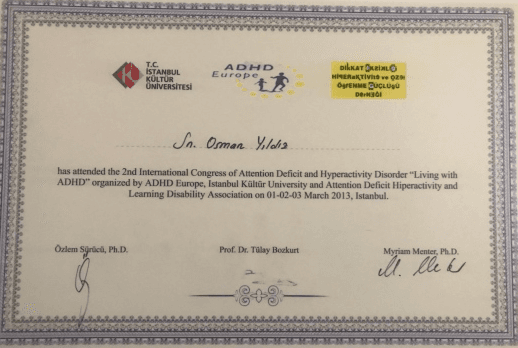 T.C.
İSTANBUL
KÜLTÜR
ÜNİVERSİTESİ
ADHD
Europe
DİKKAT EKSİKLİĞİ
HİPERAKTİVİTE ve ÖZEL
ÖĞRENME GÜÇLÜĞÜ
DERNEĞİ
Sn. Osman Yıldız
has attended the 2nd International Congress of Attention Deficit and Hyperactivity Disorder “Living with
ADHD” organized by ADHD Europe, Istanbul Kültür University and Attention Deficit Hiperactivity and
Learning Disability Association on 01-02-03 March 2013, Istanbul.
Özlem Sürücü, Ph.D. Prof. Dr. Tülay Bozkurt Myriam Menter, Ph.D.